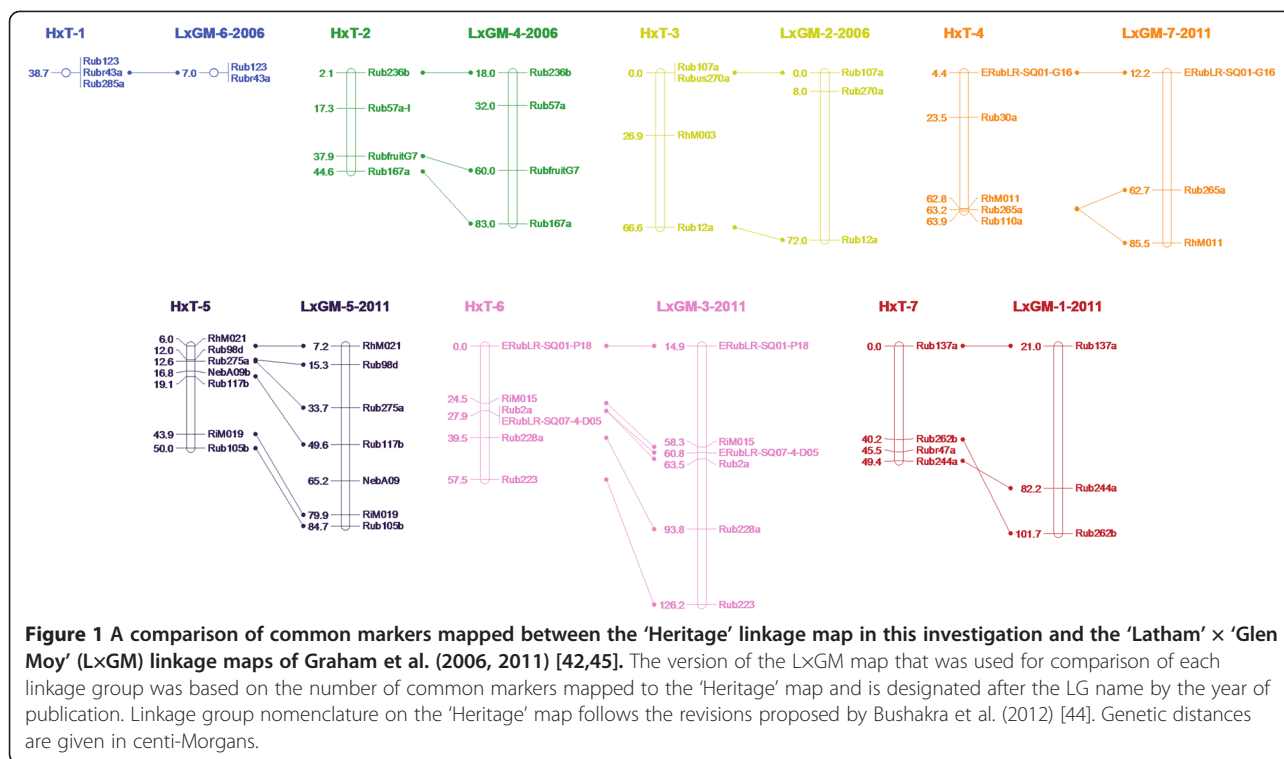 HxT-1 LxGM-6-2006 HxT-2 LxGM-4-2006 HxT-3 LxGM-2-2006 HxT-4 LxGM-7-2011
38.7 Rub123
Rubr43a
Rub285a
7.0 Rub123
Rubr43a
2.1 Rub236b
17.3 Rub57a-I
37.9 RubfruitG7
44.6 Rub167a
18.0 Rub236b
32.0 Rub57a
60.0 RubfruitG7
83.0 Rub167a
0.0 Rub107a
Rubus270a
26.9 RhM003
66.6 Rub12a
0.0 Rub107a
8.0 Rub270a
72.0 Rub12a
4.4 ERubLR-SQ01-G16
23.5 Rub30a
62.8 RhM011
63.2 Rub265a
63.9 Rub110a
12.2 ERubLR-SQ01-G16
62.7 Rub265a
85.5 RhM011
HxT-5 LxGM-5-2011 HxT-6 LxGM-3-2011 HxT-7 LxGM-1-2011
6.0 RhM021
12.0 Rub98d
12.6 Rub275a
16.8 NebA09b
19.1 Rub117b
43.9 RiM019
50.0 Rub105b
7.2 RhM021
15.3 Rub98d
33.7 Rub275a
49.6 Rub117b
65.2 NebA09
79.9 RiM019
84.7 Rub105b
0.0 ERubLR-SQ01-P18
24.5 RiM015
27.9 Rub2a
ERubLR-SQ07-4-D05
39.5 Rub228a
57.5 Rub223
14.9 ERubLR-SQ01-P18
58.3 RiM015
60.8 ERubLR-SQ07-4-D05
63.5 Rub2a
93.8 Rub228a
126.2 Rub223
0.0 Rub137a
40.2 Rub262b
45.5 Rubr47a
49.4 Rub244a
21.0 Rub137a
82.2 Rub244a
101.7 Rub262b
Figure 1 A comparison of common markers mapped between the ‘Heritage’ linkage map in this investigation and the ‘Latham’ × ‘Glen
Moy’ (L×GM) linkage maps of Graham et al. (2006, 2011) [42,45]. The version of the L×GM map that was used for comparison of each
linkage group was based on the number of common markers mapped to the ‘Heritage’ map and is designated after the LG name by the year of
publication. Linkage group nomenclature on the ‘Heritage’ map follows the revisions proposed by Bushakra et al. (2012) [44]. Genetic distances
are given in centi-Morgans.